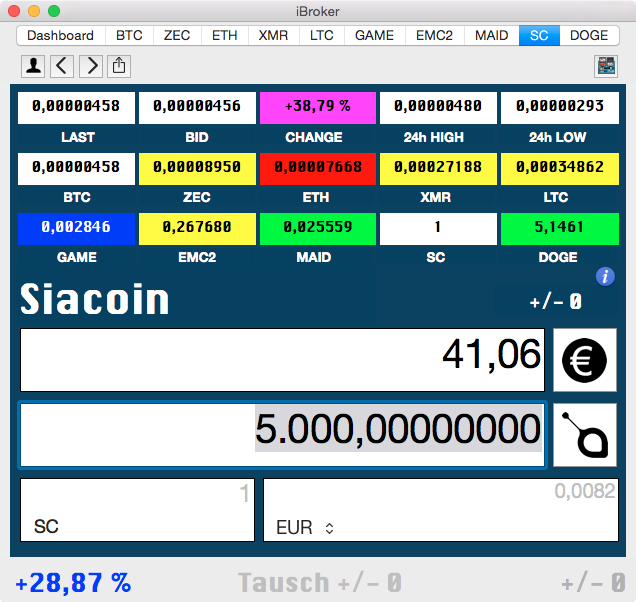 iBroker
Dashboard BTC ZEC ETH XMR LTC GAME EMC2 MAID SC DOGE
0,00000458 0,00000456 +38,79 % 0,00000480 0,00000293
LAST BID CHANGE 24h HIGH 24h LOW
0,00000458 0,00008950 0,00007668 0,00027188 0,00034862
BTC ZEC ETH XMR LTC
0,002846 0,267680 0,025559 1 5,1461
GAME EMC2 MAID SC DOGE
i
Siacoin +/- 0
41,06 €
5.000,00000000
1 0,0082
SC EUR
+28,87 % Tausch +/- 0 +/- 0